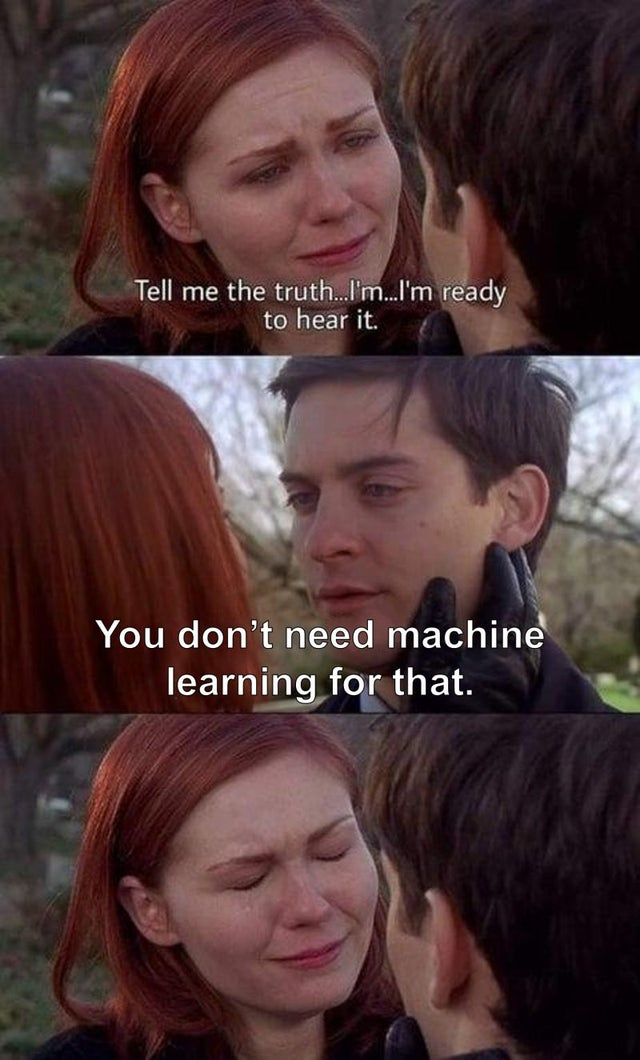 Tell me the truth...I'm...I'm ready
to hear it.
You don’t need machine
learning for that.